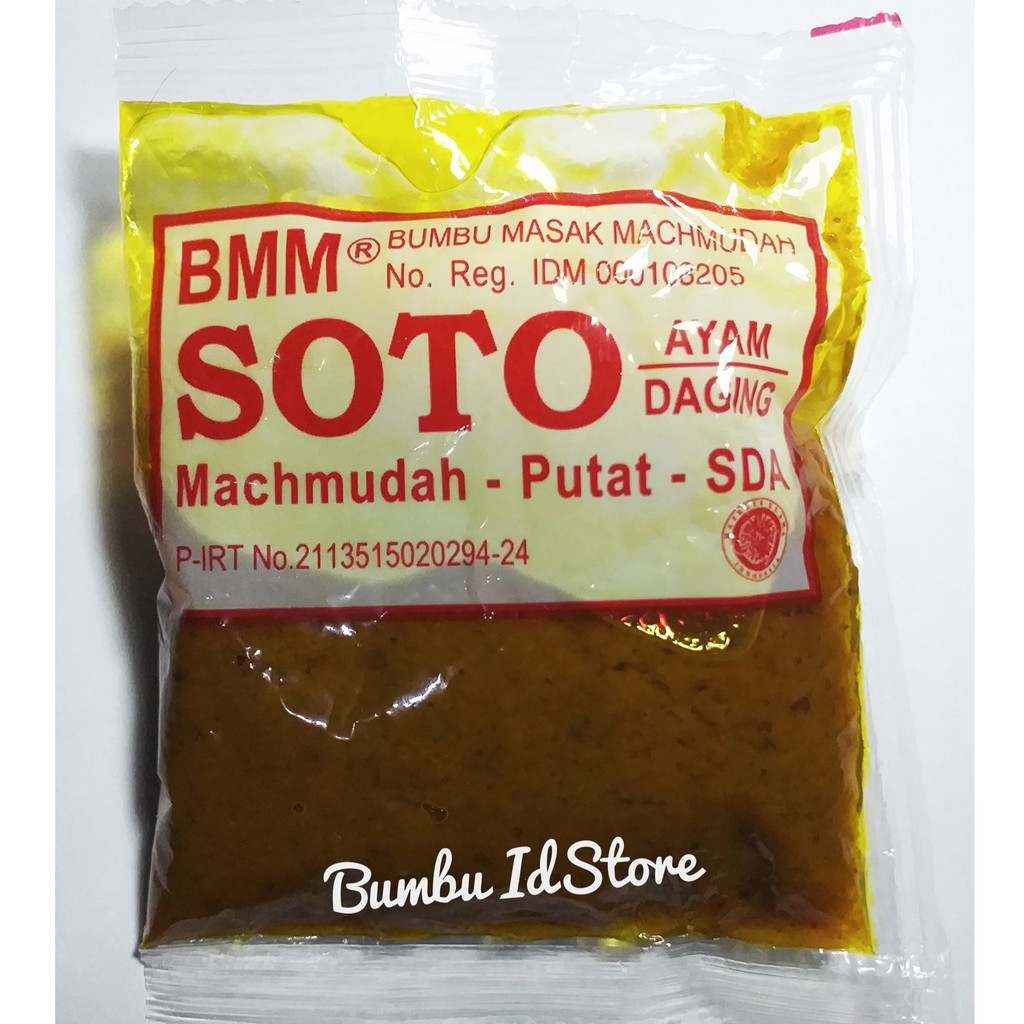 BMM® BUMBU MASAK MACHMUDAH
No. Reg. IDM 000108205
SOTO AYAM
DAGING
Machmudah - Putat - SDA
P-IRT No.2113515020294-24
INDONESIA
Bumbu IdStore